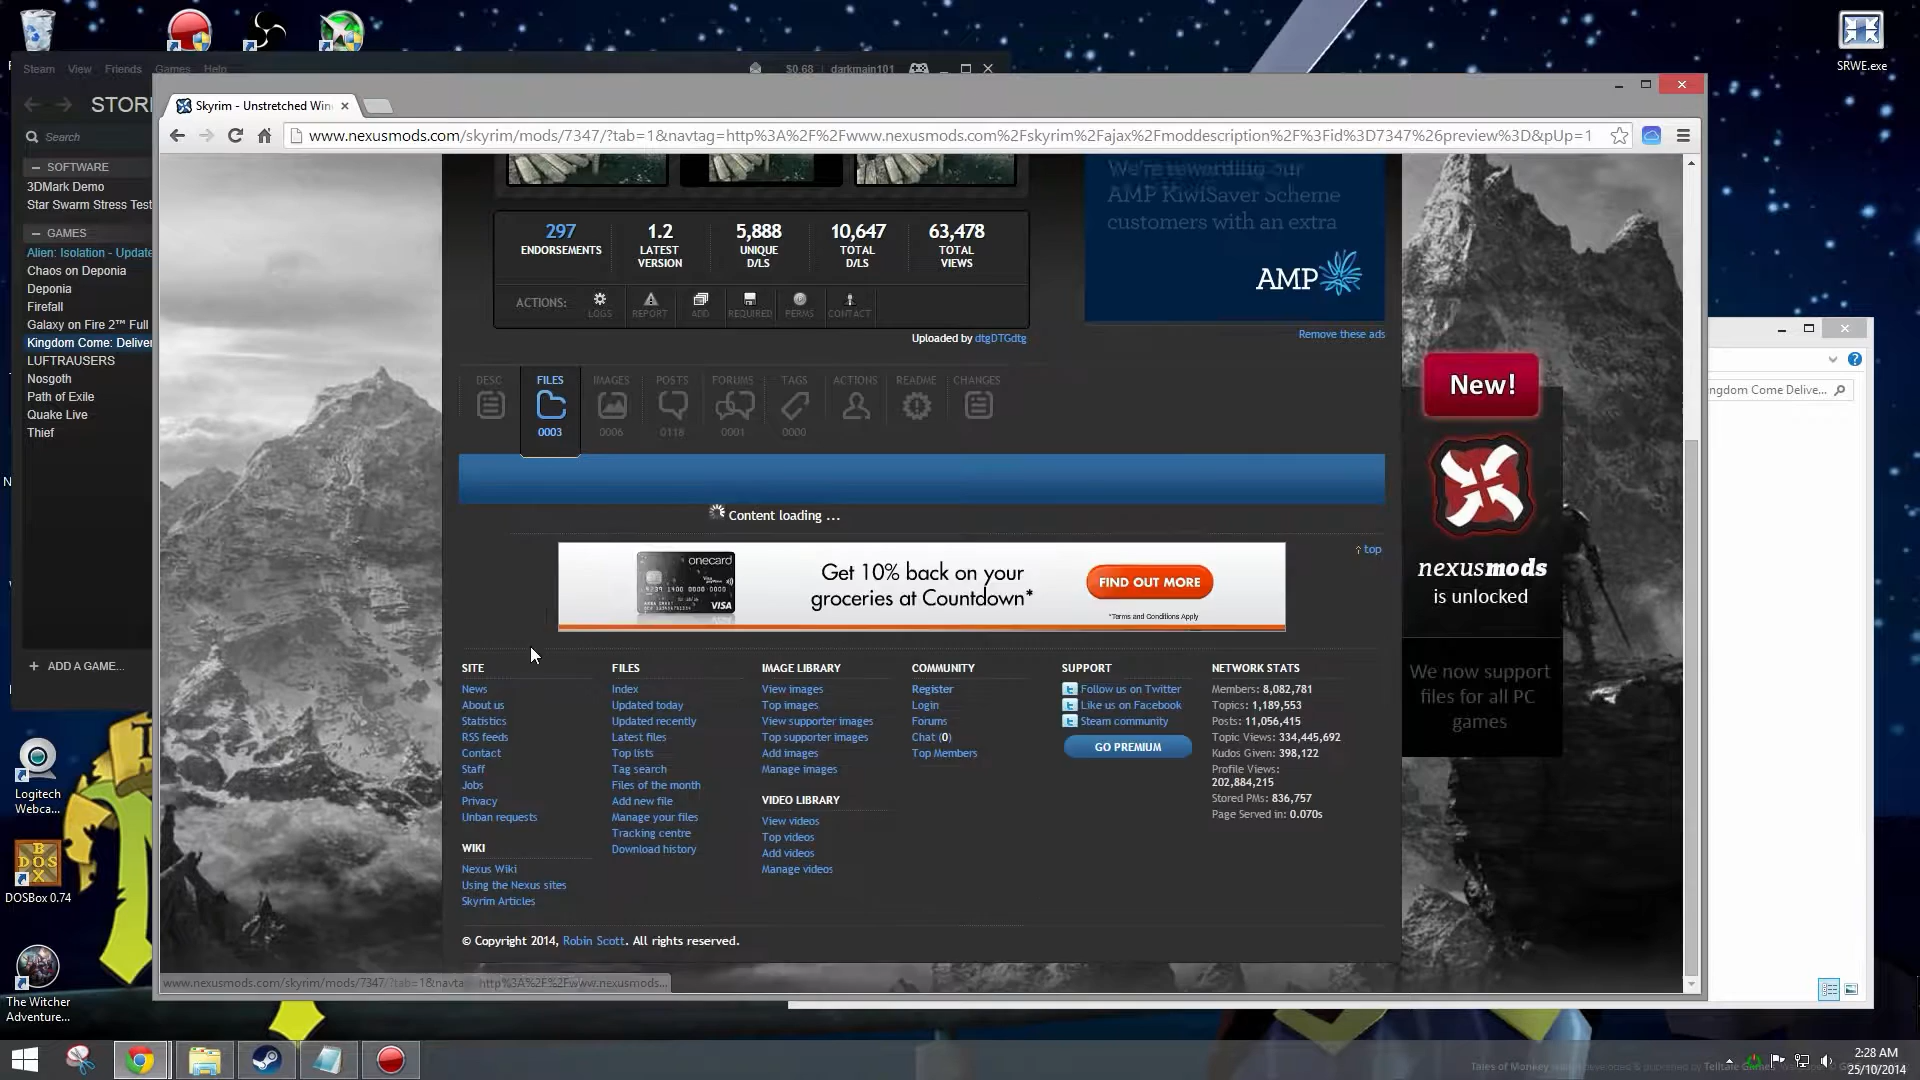 SRWE.exe
Steam View Friends Games Help
$0.68 darkmain101
STORE
Search
SOFTWARE
3DMark Demo
Star Swarm Stress Test
GAMES
Alien: Isolation - Update
Chaos on Deponia
Deponia
Firefall
Galaxy on Fire 2™ Full
Kingdom Come: Deliver
LUFTRAUSERS
Nosgoth
Path of Exile
Quake Live
Thief
+ ADD A GAME...
Skyrim - Unstretched Win
www.nexusmods.com/skyrim/mods/7347/?tab=1&navtag=http%3A%2F%2Fwww.nexusmods.com%2Fskyrim%2Fajax%2Fmoddescription%2F%3Fid%3D7347%26preview%3D&pUp=1
We're rewarding our
AMP KiwiSaver Scheme
customers with an extra
AMP
Remove these ads
297 ENDORSEMENTS
1.2 LATEST VERSION
5,888 UNIQUE D/LS
10,647 TOTAL D/LS
63,478 TOTAL VIEWS
ACTIONS: LOGS REPORT ADD REQUIRED PERMS CONTACT
Uploaded by dtgDTGdtg
DESC FILES IMAGES POSTS FORUMS TAGS ACTIONS README CHANGES
0003 0006 0118 0001 0000
Content loading ...
top
onecard
VISA
Get 10% back on your
groceries at Countdown*
FIND OUT MORE
*Terms and Conditions Apply
SITE
News
About us
Statistics
RSS feeds
Contact
Staff
Jobs
Privacy
Unban requests
WIKI
Nexus Wiki
Using the Nexus sites
Skyrim Articles
FILES
Index
Updated today
Updated recently
Latest files
Top lists
Tag search
Files of the month
Add new file
Manage your files
Tracking centre
Download history
IMAGE LIBRARY
View images
Top images
View supporter images
Top supporter images
Add images
Manage images
VIDEO LIBRARY
View videos
Top videos
Add videos
Manage videos
COMMUNITY
Register
Login
Forums
Chat (0)
Top Members
SUPPORT
Follow us on Twitter
Like us on Facebook
Steam community
GO PREMIUM
NETWORK STATS
Members: 8,082,781
Topics: 1,189,553
Posts: 11,056,415
Topic Views: 334,445,692
Kudos Given: 398,122
Profile Views:
202,884,215
Stored PMs: 836,757
Page Served in: 0.070s
© Copyright 2014, Robin Scott. All rights reserved.
www.nexusmods.com/skyrim/mods/7347/?tab=1&navtag=http%3A%2F%2Fwww.nexusmods...
New!
nexusmods
is unlocked
We now support
files for all PC
games
ngdom Come Delive...
Logitech
Webca...
DOS BOX
DOSBox 0.74
The Witcher
Adventure...
2:28 AM
25/10/2014